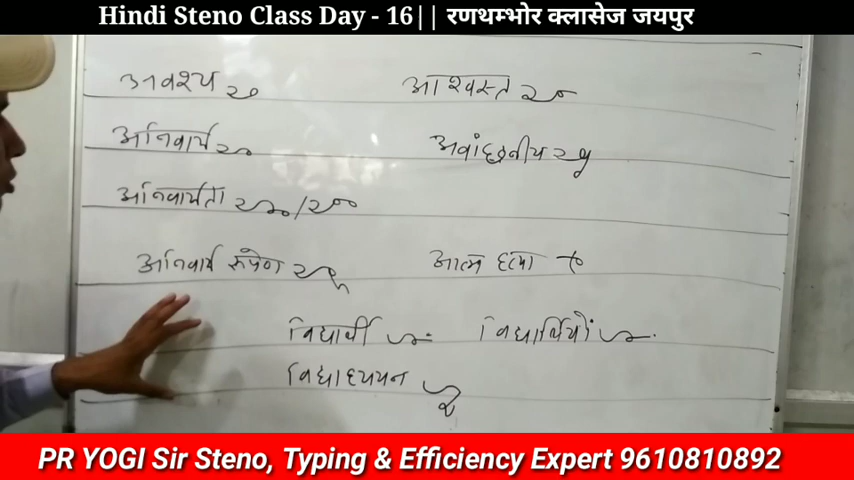 Hindi Steno Class Day - 16|| रणथम्भोर क्लासेज जयपुर
अवश्य आश्वस्त
अनिवार्य अवांछनीय
अनिवार्यता /
अनिवार्य रूपेण आत्म हत्या
विद्यार्थी विद्यार्थियों
विद्याध्ययन
PR YOGI Sir Steno, Typing & Efficiency Expert 9610810892